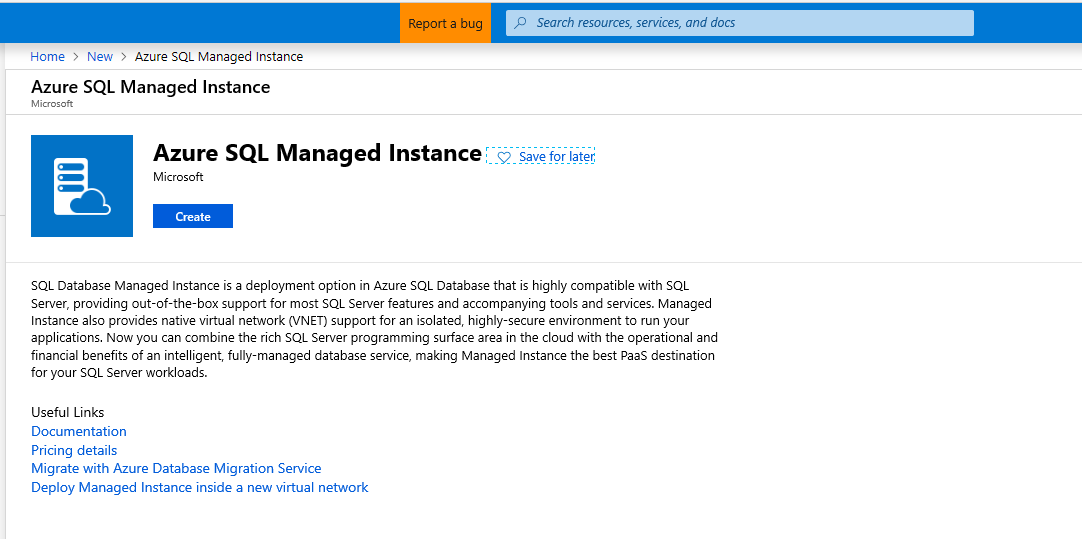 Report a bug
Search resources, services, and docs
Home > New > Azure SQL Managed Instance
Azure SQL Managed Instance
Microsoft
Azure SQL Managed Instance
Save for later
Microsoft
Create
SQL Database Managed Instance is a deployment option in Azure SQL Database that is highly compatible with SQL
Server, providing out-of-the-box support for most SQL Server features and accompanying tools and services. Managed
Instance also provides native virtual network (VNET) support for an isolated, highly-secure environment to run your
applications. Now you can combine the rich SQL Server programming surface area in the cloud with the operational and
financial benefits of an intelligent, fully-managed database service, making Managed Instance the best PaaS destination
for your SQL Server workloads.
Useful Links
Documentation
Pricing details
Migrate with Azure Database Migration Service
Deploy Managed Instance inside a new virtual network